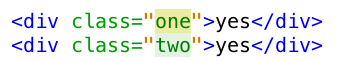 <div class="one">yes</div>
<div class="two">yes</div>